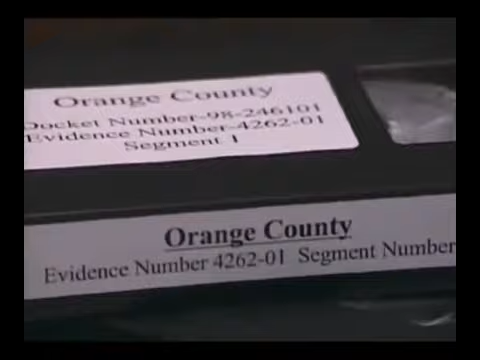 Orange County
Docket Number-98-246101
Evidence Number-4262-01
Segment 1
Orange County
Evidence Number 4262-01 Segment Number